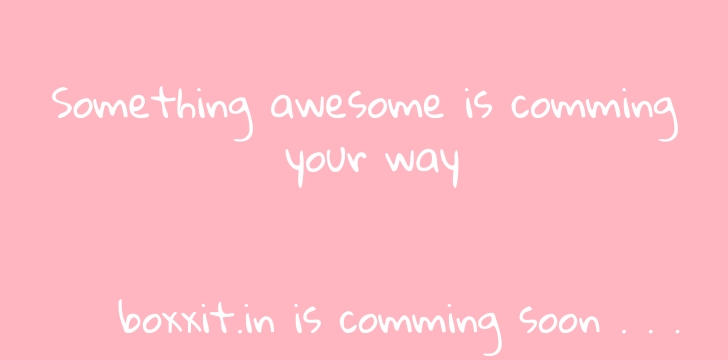 Something awesome is comming
your way
boxxit.in is comming soon . . .